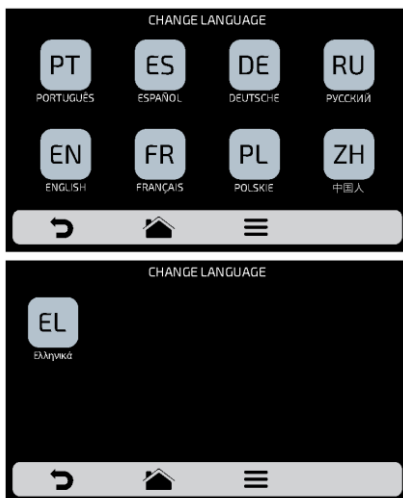 CHANGE LANGUAGE
PT ES DE RU
PORTUGUÊS ESPAÑOL DEUTSCHE РУССКИЙ
EN FR PL ZH
ENGLISH FRANÇAIS POLSKIE 中国人
CHANGE LANGUAGE
EL
Ελληνικά